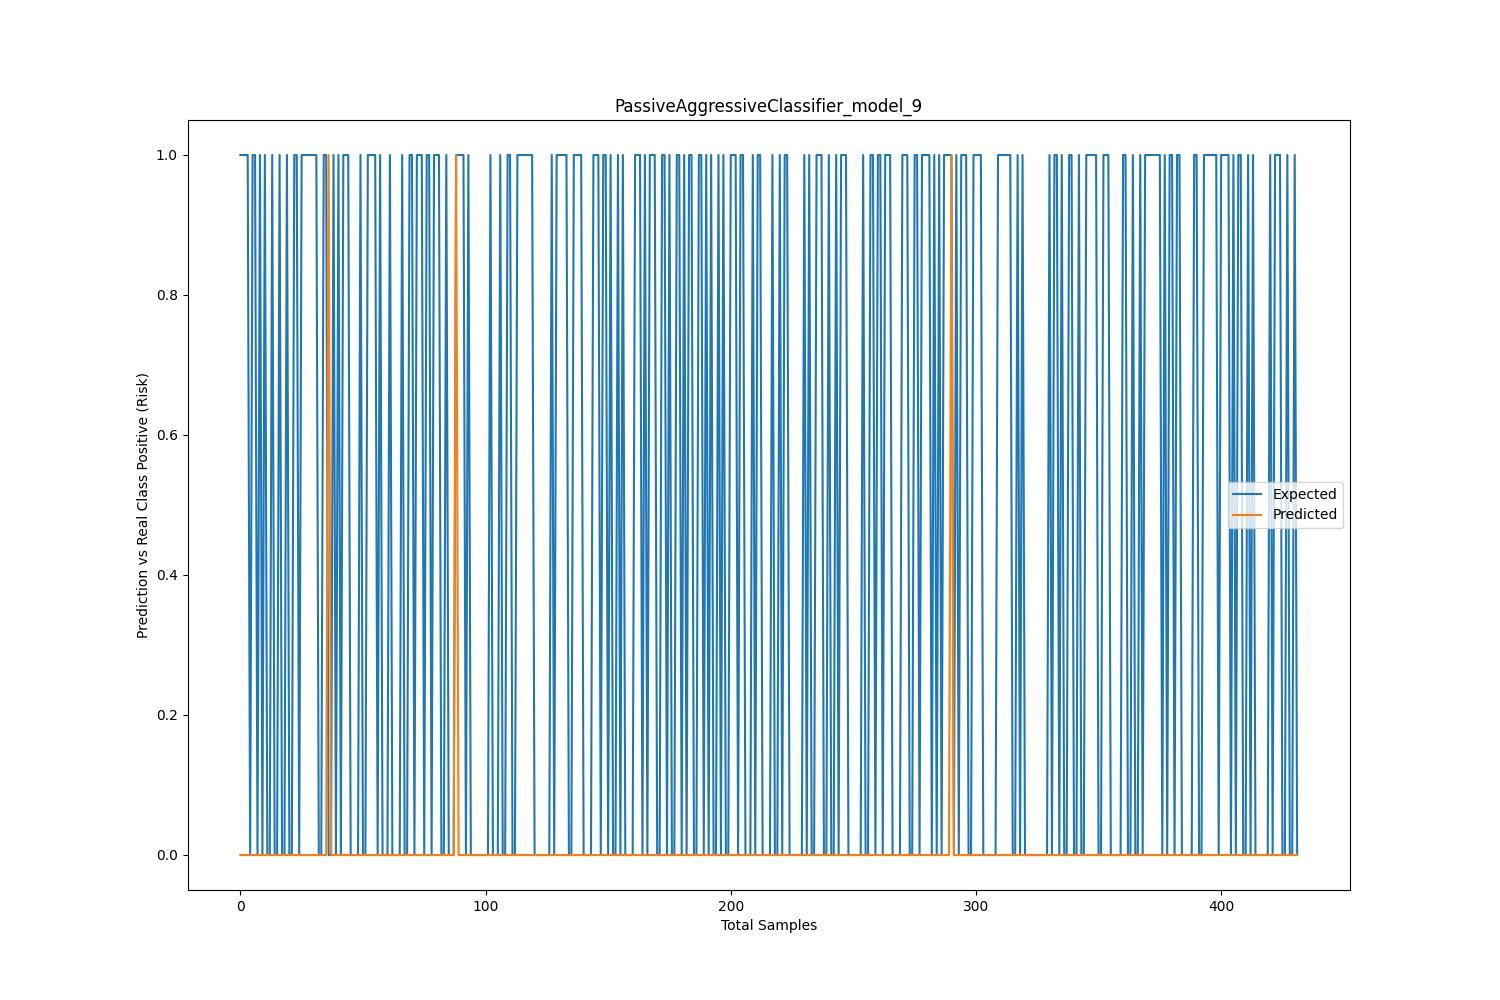 PassiveAggressiveClassifier_model_9
Prediction vs Real Class Positive (Risk)
1.0
0.8
0.6
0.4
0.2
0.0
Expected
Predicted
0
100
200
300
400
Total Samples